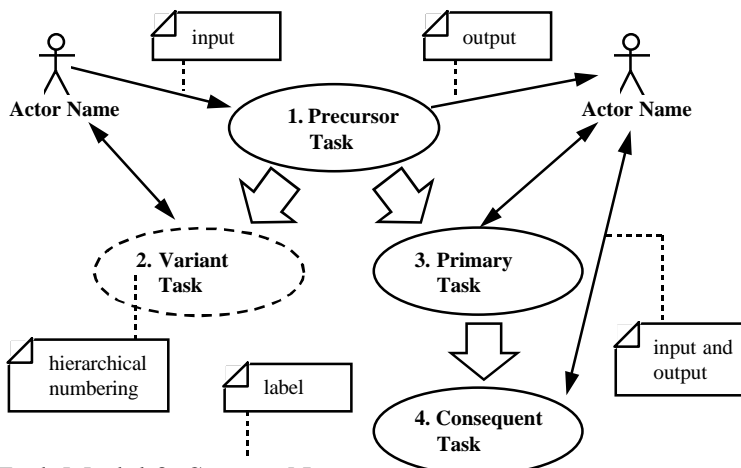 input
output
Actor Name
Actor Name
1. Precursor
Task
2. Variant
Task
3. Primary
Task
hierarchical
numbering
label
input and
output
4. Consequent
Task